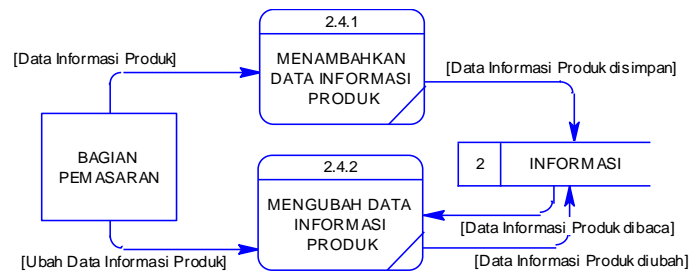 2.4.1
[Data Informasi Produk]
MENAMBAHKAN
DATA INFORMASI
PRODUK
[Data Informasi Produk disimpan]
BAGIAN
PEMASARAN
2 INFORMASI
2.4.2
MENGUBAH DATA
INFORMASI
PRODUK
[Data Informasi Produk dibaca]
[Ubah Data Informasi Produk]
[Data Informasi Produk diubah]